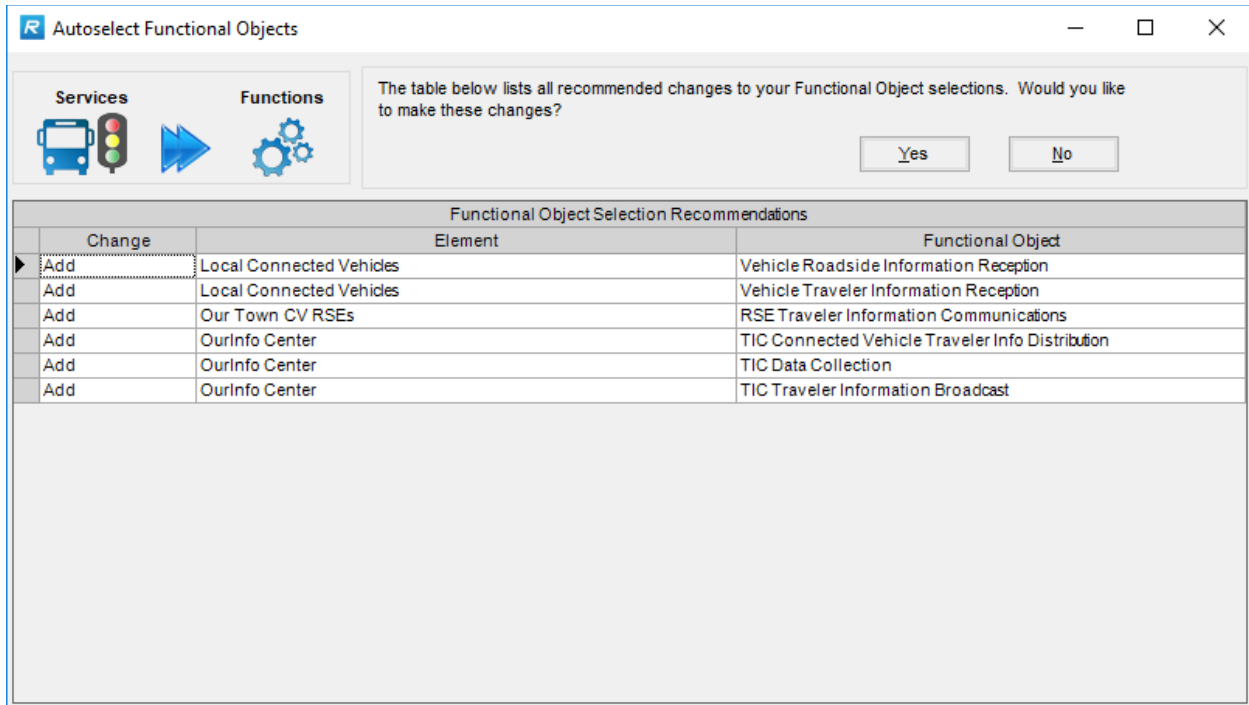 R Autoselect Functional Objects
Services Functions
The table below lists all recommended changes to your Functional Object selections. Would you like
to make these changes?
Yes No
Functional Object Selection Recommendations
Change Element Functional Object
Add Local Connected Vehicles Vehicle Roadside Information Reception
Add Local Connected Vehicles Vehicle Traveler Information Reception
Add Our Town CV RSEs RSE Traveler Information Communications
Add OurInfo Center TIC Connected Vehicle Traveler Info Distribution
Add OurInfo Center TIC Data Collection
Add OurInfo Center TIC Traveler Information Broadcast